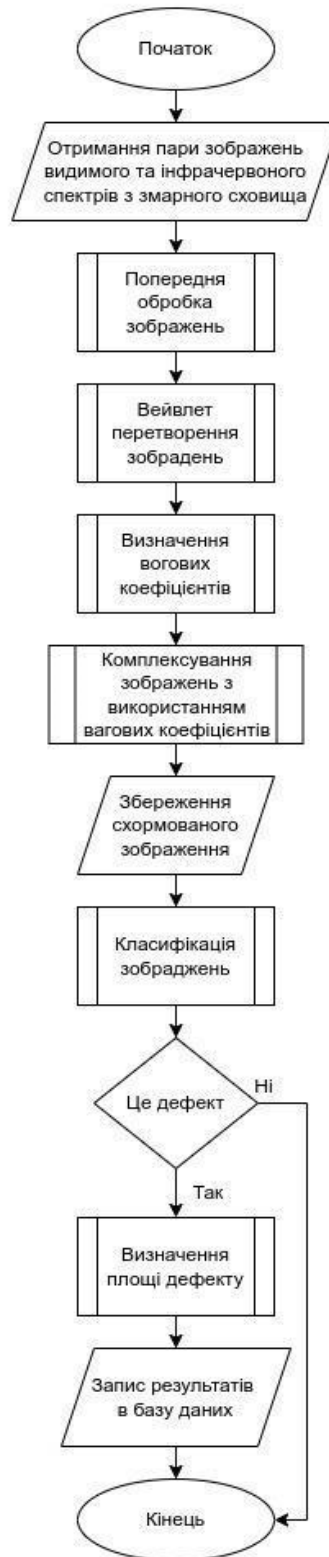 Початок
Отримання пари зображень
видимого та інфрачервоного
спектрів з змарного сховища
Попередня
обробка
зображень
Вейвлет
перетворення
зобрадень
Визначення
вогових
коефіцієнтів
Комплексування
зображень з
використанням
вагових коефіцієнтів
Збереження
схормованого
зображення
Класифікація
зобраджень
Це дефект
Ні
Так
Визначення
площі дефекту
Запис результатів
в базу даних
Кінець